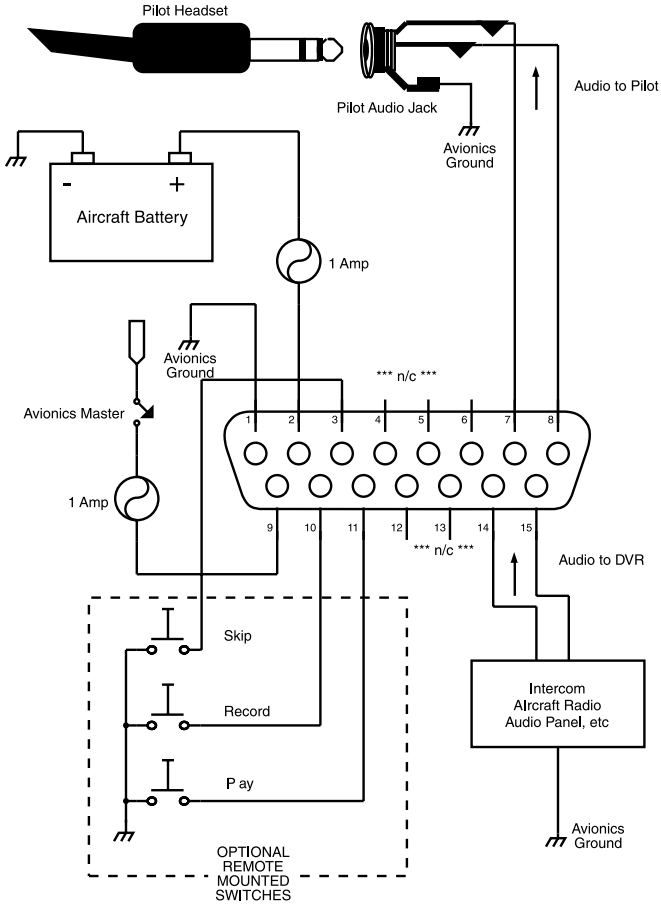 Pilot Headset
Audio to Pilot
Pilot Audio Jack
Avionics
Ground
- +
Aircraft Battery
1 Amp
Avionics
Ground
*** n/c ***
Avionics Master
1 2 3 4 5 6 7 8
1 Amp
9 10 11 12 13 14 15
*** n/c ***
Audio to DVR
Skip
Record
P ay
Intercom
AIrcraft Radio
Audio Panel, etc
Avionics
Ground
OPTIONAL
REMOTE
MOUNTED
SWITCHES